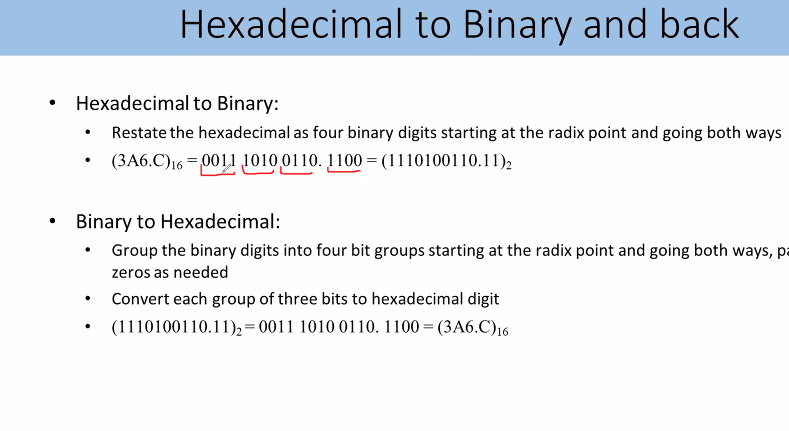 Hexadecimal to Binary and back
• Hexadecimal to Binary:
• Restate the hexadecimal as four binary digits starting at the radix point and going both ways
• (3A6.C)₁₆ = 0011 1010 0110. 1100 = (1110100110.11)₂
• Binary to Hexadecimal:
• Group the binary digits into four bit groups starting at the radix point and going both ways,
zeros as needed
• Convert each group of three bits to hexadecimal digit
• (1110100110.11)₂ = 0011 1010 0110. 1100 = (3A6.C)₁₆